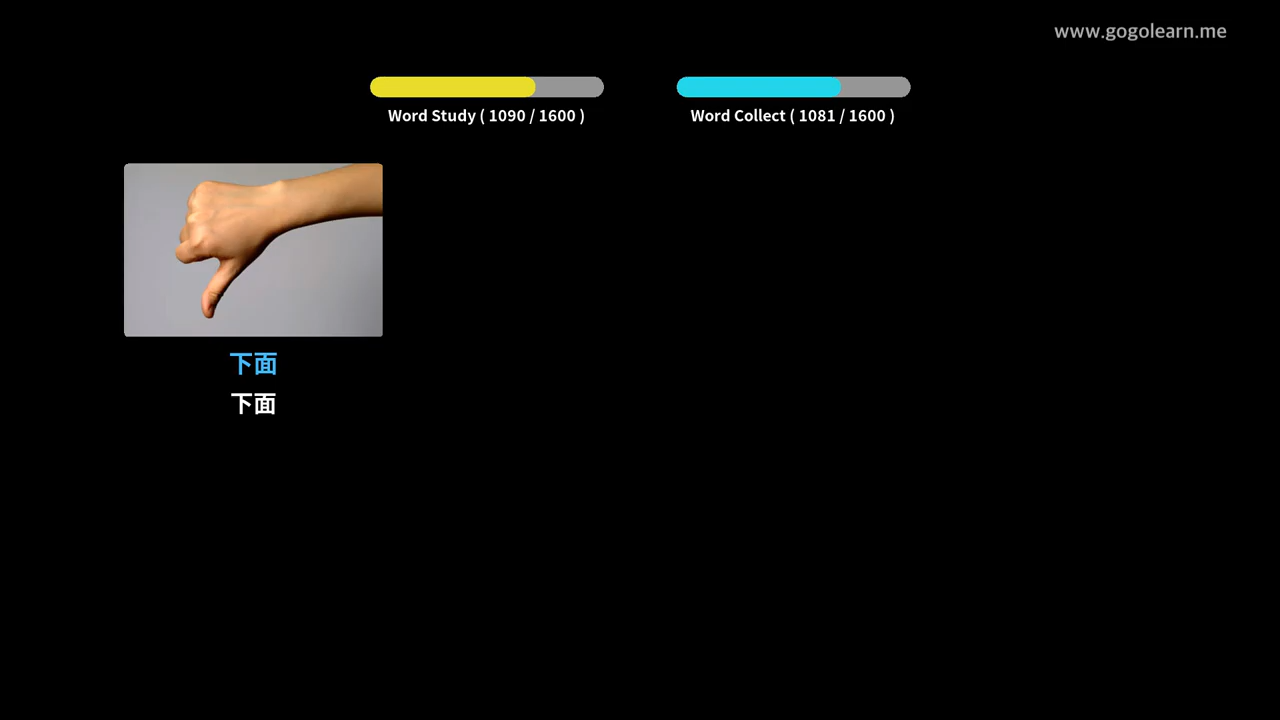 www.gogolearn.me
Word Study ( 1090 / 1600 )
Word Collect ( 1081 / 1600 )
下面
下面